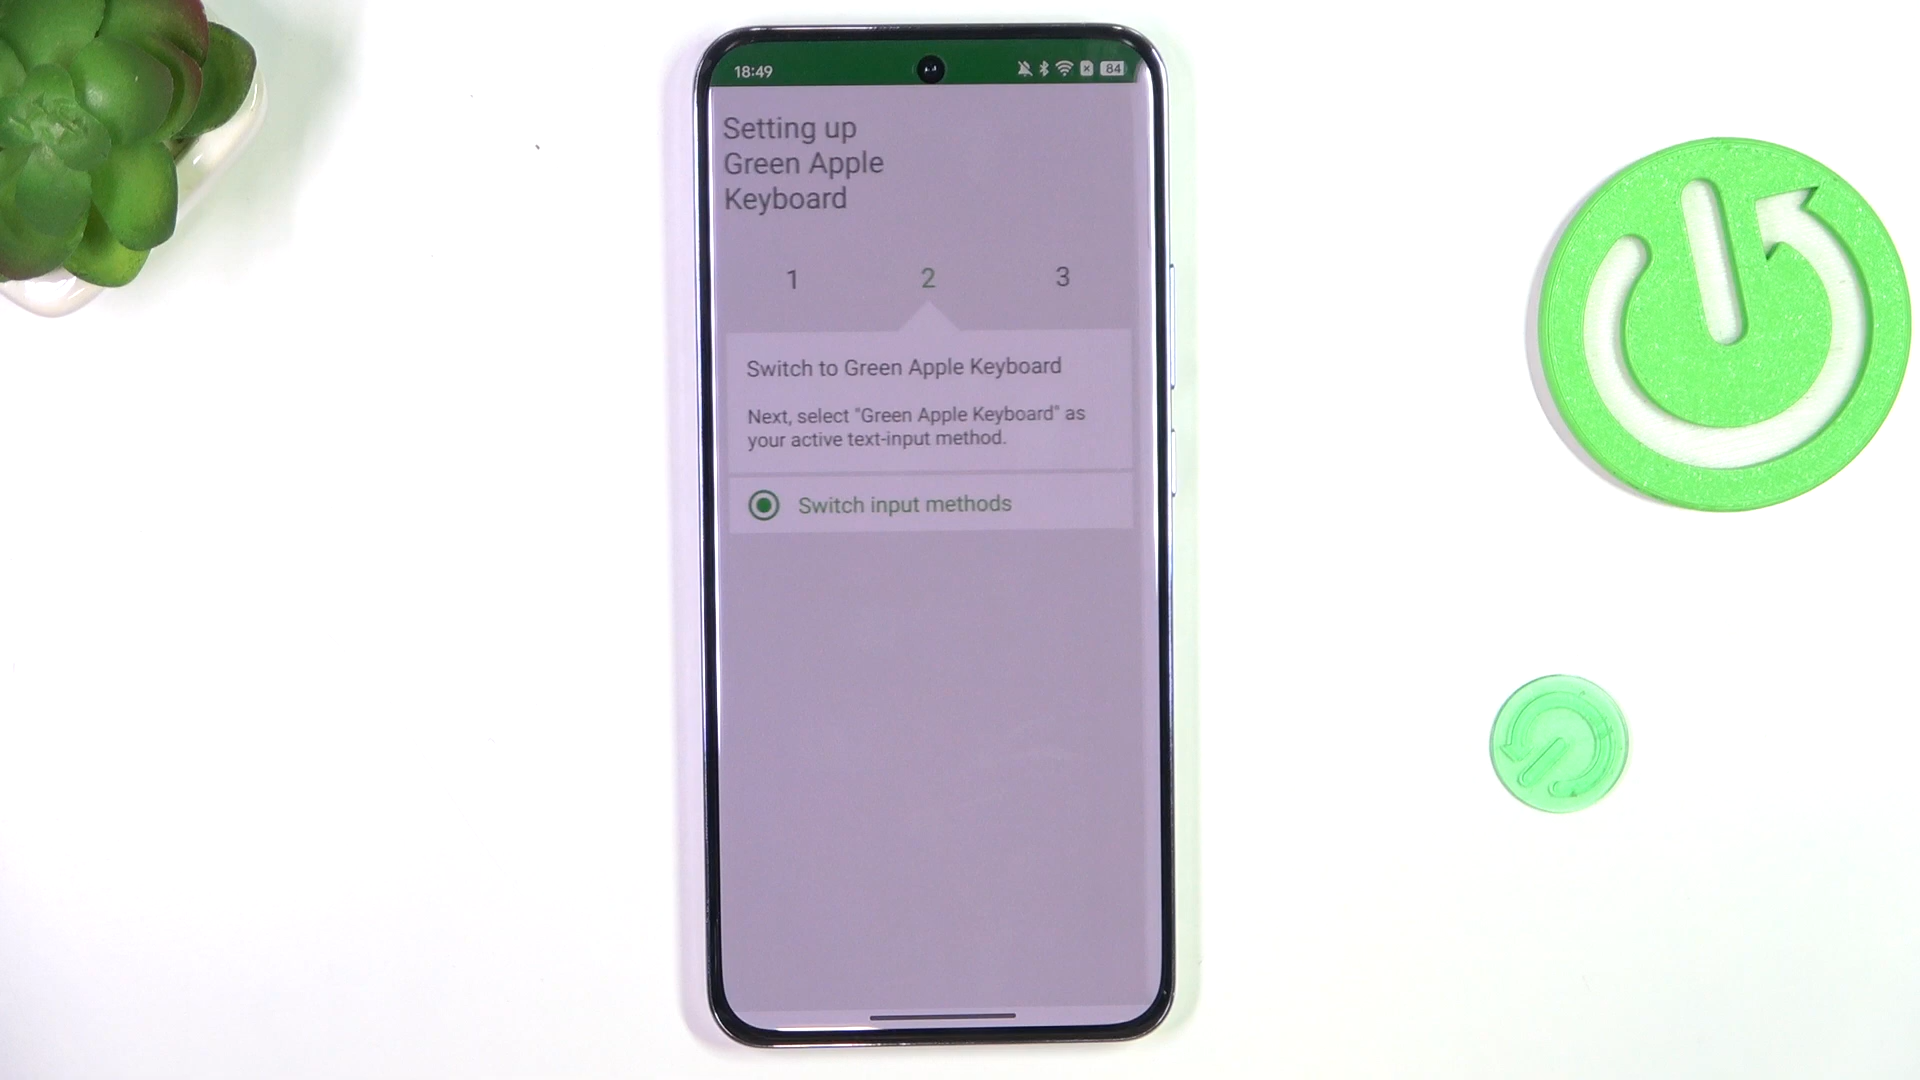 18:49
84
Setting up
Green Apple
Keyboard
1 2 3
Switch to Green Apple Keyboard
Next, select "Green Apple Keyboard" as
your active text-input method.
Switch input methods